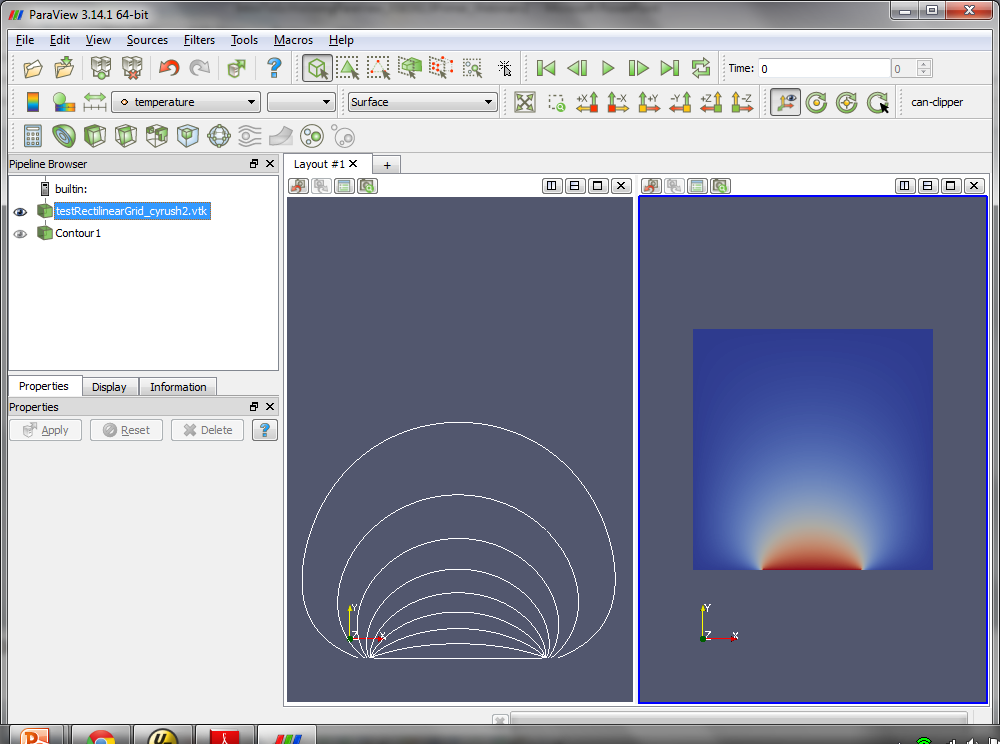 ParaView 3.14.1 64-bit
File Edit View Sources Filters Tools Macros Help
? Time: 0 0
temperature Surface +X -X +Y -Y +Z -Z can-clipper
Pipeline Browser
Layout #1 +
builtin:
testRectilinearGrid_cyrush2.vtk
Contour1
Properties Display Information
Properties
Apply Reset Delete ?
Y Z X
Y Z X